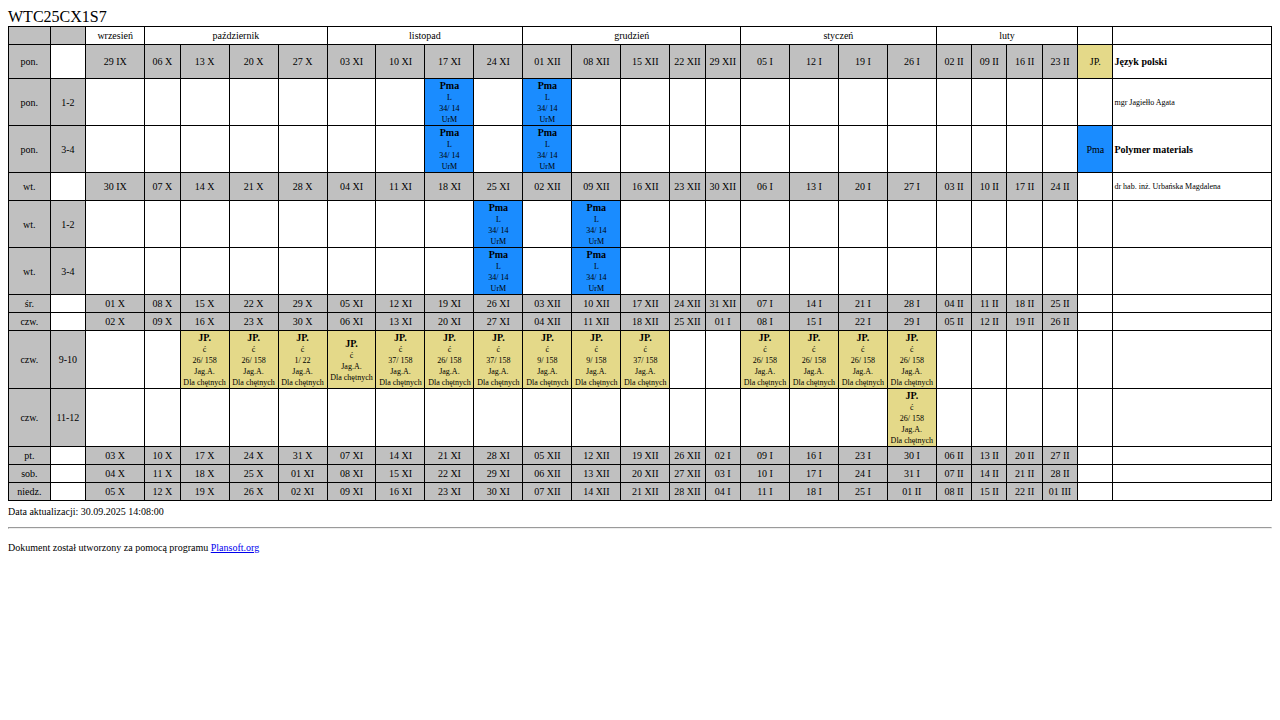 WTC25CX1S7
wrzesień październik listopad grudzień styczeń luty
pon. 29 IX 06 X 13 X 20 X 27 X 03 XI 10 XI 17 XI 24 XI 01 XII 08 XII 15 XII 22 XII 29 XII 05 I 12 I 19 I 26 I 02 II 09 II 16 II 23 II JP. Język polski
pon. 1-2 mgr Jagiełło Agata
Pma Pma
L L
34/ 14 34/ 14
UrM UrM
pon. 3-4 Pma Polymer materials
Pma Pma
L L
34/ 14 34/ 14
UrM UrM
wt. 30 IX 07 X 14 X 21 X 28 X 04 XI 11 XI 18 XI 25 XI 02 XII 09 XII 16 XII 23 XII 30 XII 06 I 13 I 20 I 27 I 03 II 10 II 17 II 24 II dr hab. inż. Urbańska Magdalena
wt. 1-2
Pma Pma
L L
34/ 14 34/ 14
UrM UrM
wt. 3-4
Pma Pma
L L
34/ 14 34/ 14
UrM UrM
śr. 01 X 08 X 15 X 22 X 29 X 05 XI 12 XI 19 XI 26 XI 03 XII 10 XII 17 XII 24 XII 31 XII 07 I 14 I 21 I 28 I 04 II 11 II 18 II 25 II
czw. 02 X 09 X 16 X 23 X 30 X 06 XI 13 XI 20 XI 27 XI 04 XII 11 XII 18 XII 25 XII 01 I 08 I 15 I 22 I 29 I 05 II 12 II 19 II 26 II
czw. 9-10
JP. JP. JP. JP. JP. JP. JP. JP. JP. JP. JP. JP. JP. JP.
ć ć ć ć ć ć ć ć ć ć ć ć ć ć
26/ 158 26/ 158 1/ 22 37/ 158 26/ 158 37/ 158 9/ 158 9/ 158 37/ 158 26/ 158 26/ 158 26/ 158 26/ 158
Jag.A. Jag.A. Jag.A. Jag.A. Jag.A. Jag.A. Jag.A. Jag.A. Jag.A. Jag.A. Jag.A. Jag.A. Jag.A. Jag.A.
Dla chętnych Dla chętnych Dla chętnych Dla chętnych Dla chętnych Dla chętnych Dla chętnych Dla chętnych Dla chętnych Dla chętnych Dla chętnych Dla chętnych Dla chętnych Dla chętnych
czw. 11-12
JP.
ć
26/ 158
Jag.A.
Dla chętnych
pt. 03 X 10 X 17 X 24 X 31 X 07 XI 14 XI 21 XI 28 XI 05 XII 12 XII 19 XII 26 XII 02 I 09 I 16 I 23 I 30 I 06 II 13 II 20 II 27 II
sob. 04 X 11 X 18 X 25 X 01 XI 08 XI 15 XI 22 XI 29 XI 06 XII 13 XII 20 XII 27 XII 03 I 10 I 17 I 24 I 31 I 07 II 14 II 21 II 28 II
niedz. 05 X 12 X 19 X 26 X 02 XI 09 XI 16 XI 23 XI 30 XI 07 XII 14 XII 21 XII 28 XII 04 I 11 I 18 I 25 I 01 II 08 II 15 II 22 II 01 III
Data aktualizacji: 30.09.2025 14:08:00
Dokument został utworzony za pomocą programu Plansoft.org